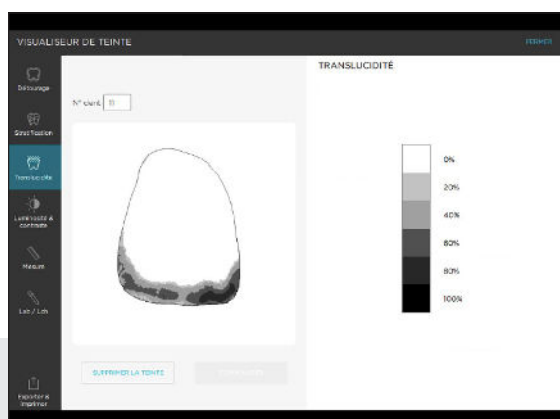 VISUALISEUR DE TEINTE
FERMER
Détourage
Stratification
Translucidité
Luminosité &
contraste
Mesure
Lab / Lch
Exporter &
Imprimer
N° dent
SUPPRIMER LA TEINTE
TRANSLUCIDITÉ
0%
20%
40%
60%
80%
100%